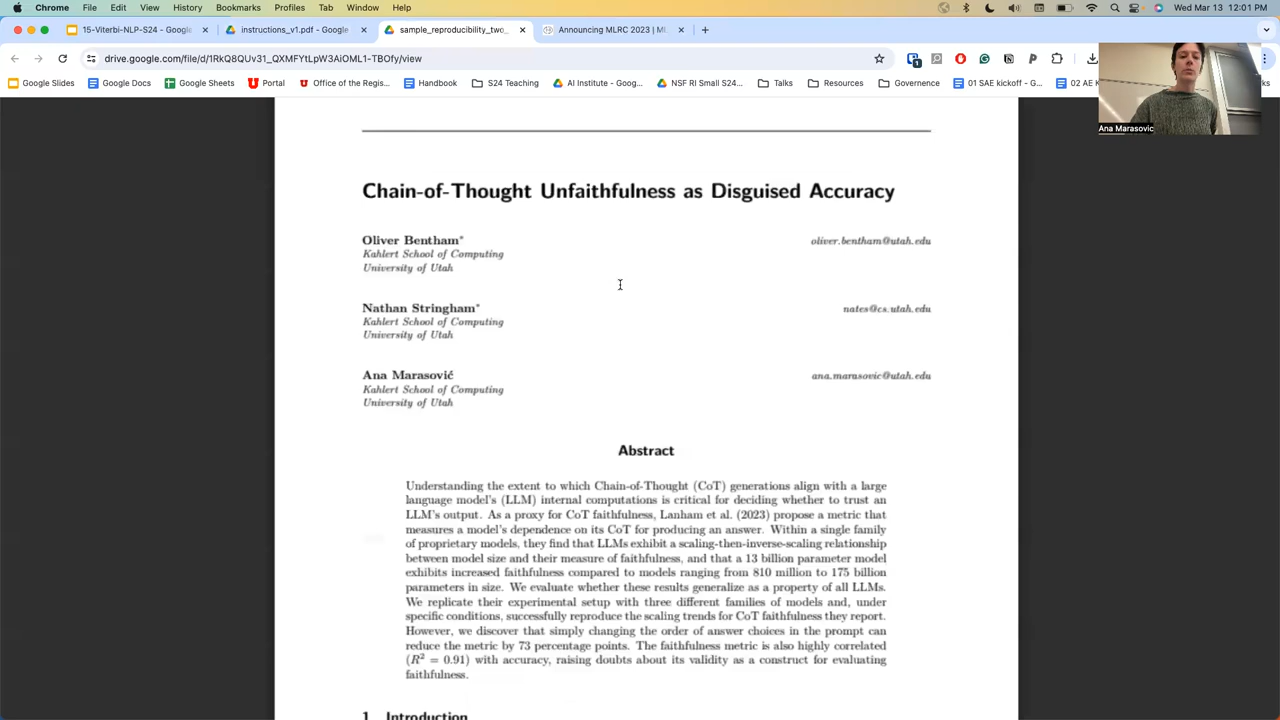 Chrome File Edit View History Bookmarks Profiles Tab Window Help Wed Mar 13 12:01 PM
15-Viterbi-NLP-S24 - Google instructions_v1.pdf - Google sample_reproducibility_two_ Announcing MLRC 2023 | ML
drive.google.com/file/d/1RkQ8QUv31_QXMFYtLpW3AiOML1-TBOfy/view
Google Slides Google Docs Google Sheets Portal Office of the Regis... Handbook S24 Teaching AI Institute - Goog... NSF RI Small S24... Talks Resources Governence 01 SAE kickoff - G... 02 AE K
Ana Marasovic
Chain-of-Thought Unfaithfulness as Disguised Accuracy
Oliver Bentham* oliver.bentham@utah.edu
Kahlert School of Computing
University of Utah
Nathan Stringham* nates@cs.utah.edu
Kahlert School of Computing
University of Utah
Ana Marasović ana.marasovic@utah.edu
Kahlert School of Computing
University of Utah
Abstract
Understanding the extent to which Chain-of-Thought (CoT) generations align with a large
language model's (LLM) internal computations is critical for deciding whether to trust an
LLM's output. As a proxy for CoT faithfulness, Lanham et al. (2023) propose a metric that
measures a model's dependence on its CoT for producing an answer. Within a single family
of proprietary models, they find that LLMs exhibit a scaling-then-inverse-scaling relationship
between model size and their measure of faithfulness, and that a 13 billion parameter model
exhibits increased faithfulness compared to models ranging from 810 million to 175 billion
parameters in size. We evaluate whether these results generalize as a property of all LLMs.
We replicate their experimental setup with three different families of models and, under
specific conditions, successfully reproduce the scaling trends for CoT faithfulness they report.
However, we discover that simply changing the order of answer choices in the prompt can
reduce the metric by 73 percentage points. The faithfulness metric is also highly correlated
(R² = 0.91) with accuracy, raising doubts about its validity as a construct for evaluating
faithfulness.
1 Introduction